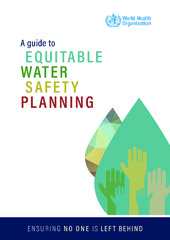 World Health
Organization
A guide to
EQUITABLE
WATER
SAFETY
PLANNING
ENSURING NO ONE IS LEFT BEHIND